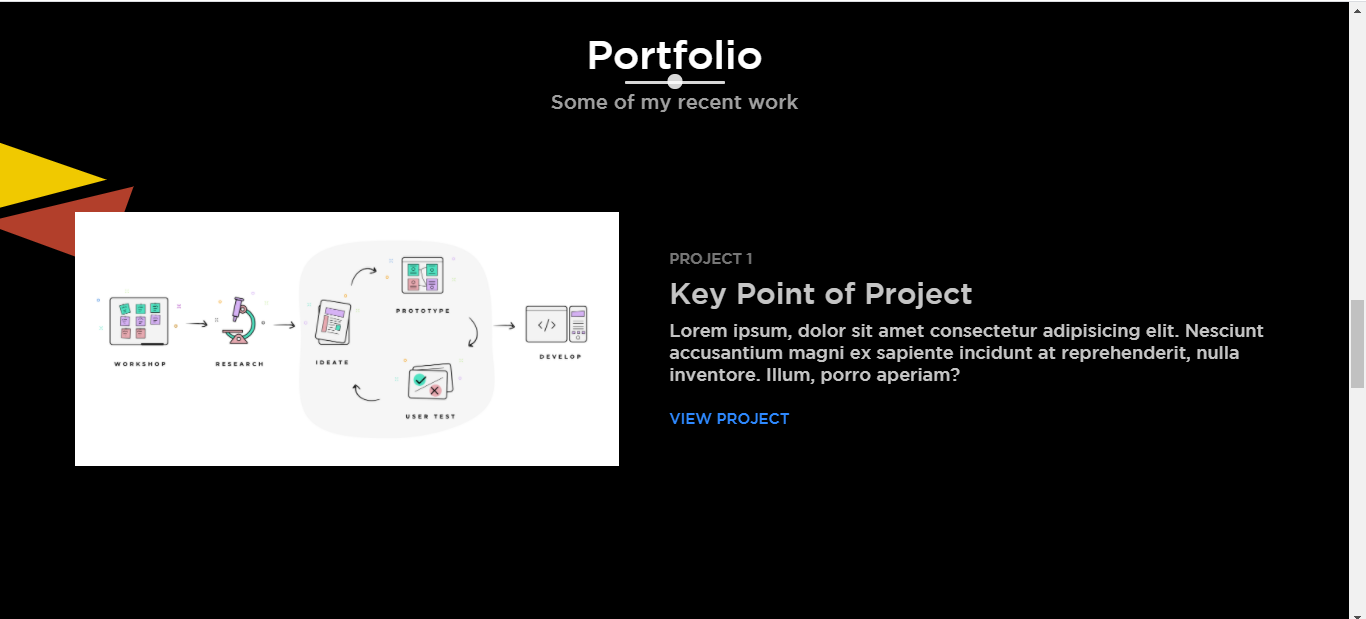 Portfolio
Some of my recent work
PROJECT 1
Key Point of Project
Lorem ipsum, dolor sit amet consectetur adipisicing elit. Nesciunt
accusantium magni ex sapiente incidunt at reprehenderit, nulla
inventore. Illum, porro aperiam?
VIEW PROJECT
WORKSHOP
RESEARCH
IDEATE
PROTOTYPE
USER TEST
</>
DEVELOP